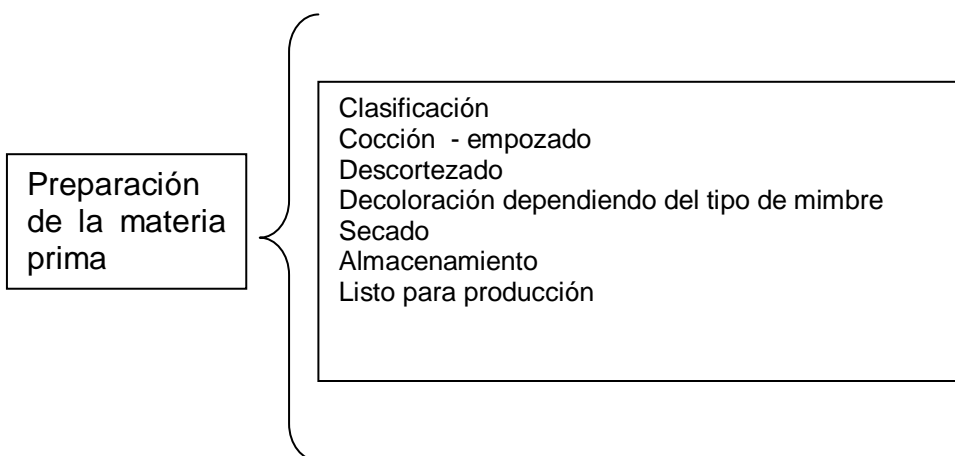 Preparación
de la materia
prima
Clasificación
Cocción - empozado
Descortezado
Decoloración dependiendo del tipo de mimbre
Secado
Almacenamiento
Listo para producción